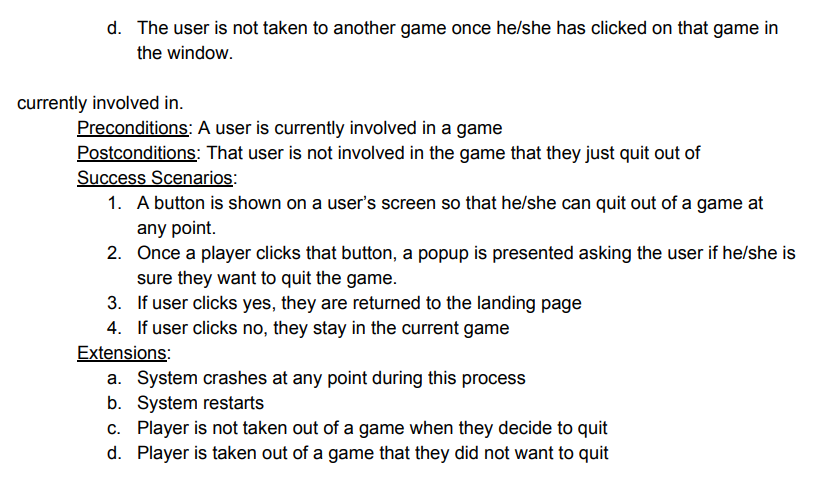 d. The user is not taken to another game once he/she has clicked on that game in
the window.
currently involved in.
Preconditions: A user is currently involved in a game
Postconditions: That user is not involved in the game that they just quit out of
Success Scenarios:
1. A button is shown on a user's screen so that he/she can quit out of a game at
any point.
2. Once a player clicks that button, a popup is presented asking the user if he/she is
sure they want to quit the game.
3. If user clicks yes, they are returned to the landing page
4. If user clicks no, they stay in the current game
Extensions:
a. System crashes at any point during this process
b. System restarts
c. Player is not taken out of a game when they decide to quit
d. Player is taken out of a game that they did not want to quit